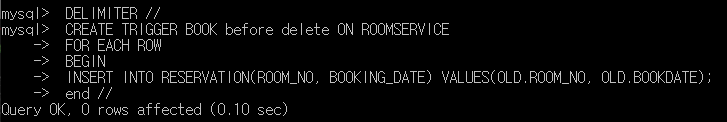 mysql> DELIMITER //
mysql> CREATE TRIGGER BOOK before delete ON ROOMSERVICE
    -> FOR EACH ROW
    -> BEGIN
    -> INSERT INTO RESERVATION(ROOM_NO, BOOKING_DATE) VALUES(OLD.ROOM_NO, OLD.BOOKDATE);
    -> end //
Query OK, 0 rows affected (0.10 sec)